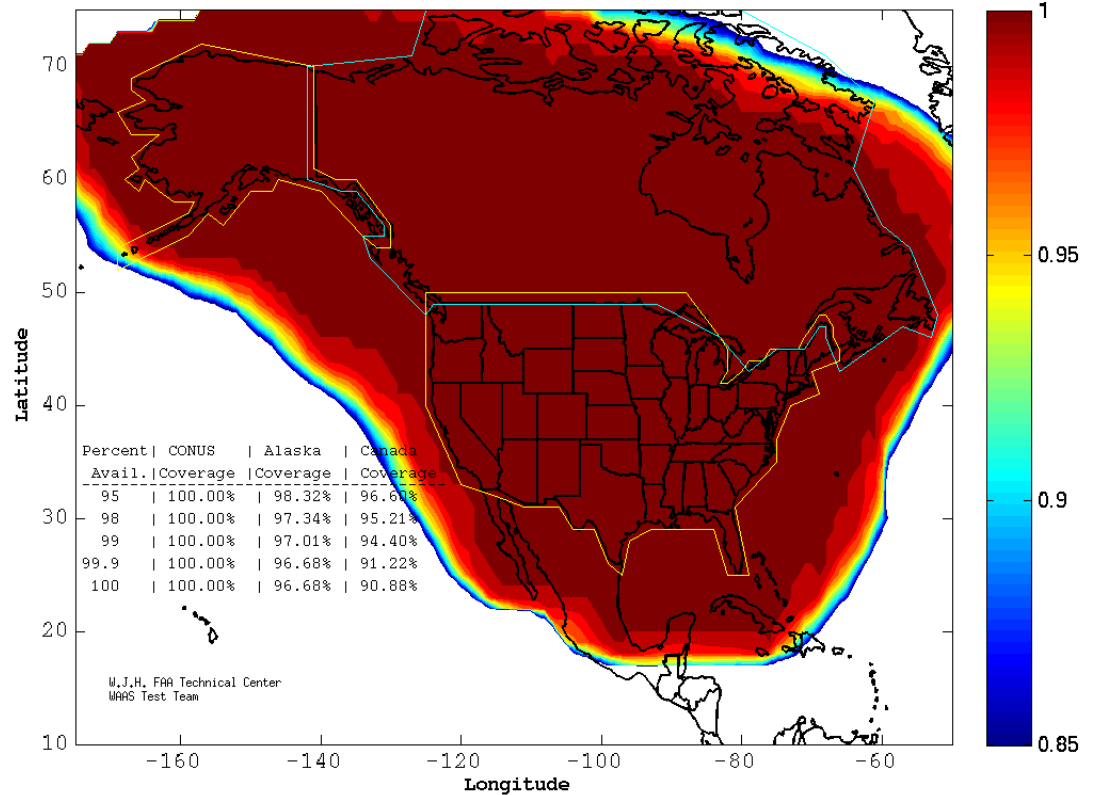 1
70
60
0.95
50
Latitude
40
Percent| CONUS | Alaska | Canada
Avail.|Coverage |Coverage | Coverage
95 | 100.00% | 98.32% | 96.60%
98 | 100.00% | 97.34% | 95.21%
99 | 100.00% | 97.01% | 94.40%
99.9 | 100.00% | 96.68% | 91.22%
100 | 100.00% | 96.68% | 90.88%
0.9
30
20
W.J.H. FAA Technical Center
WAAS Test Team
10
0.85
-160 -140 -120 -100 -80 -60
Longitude